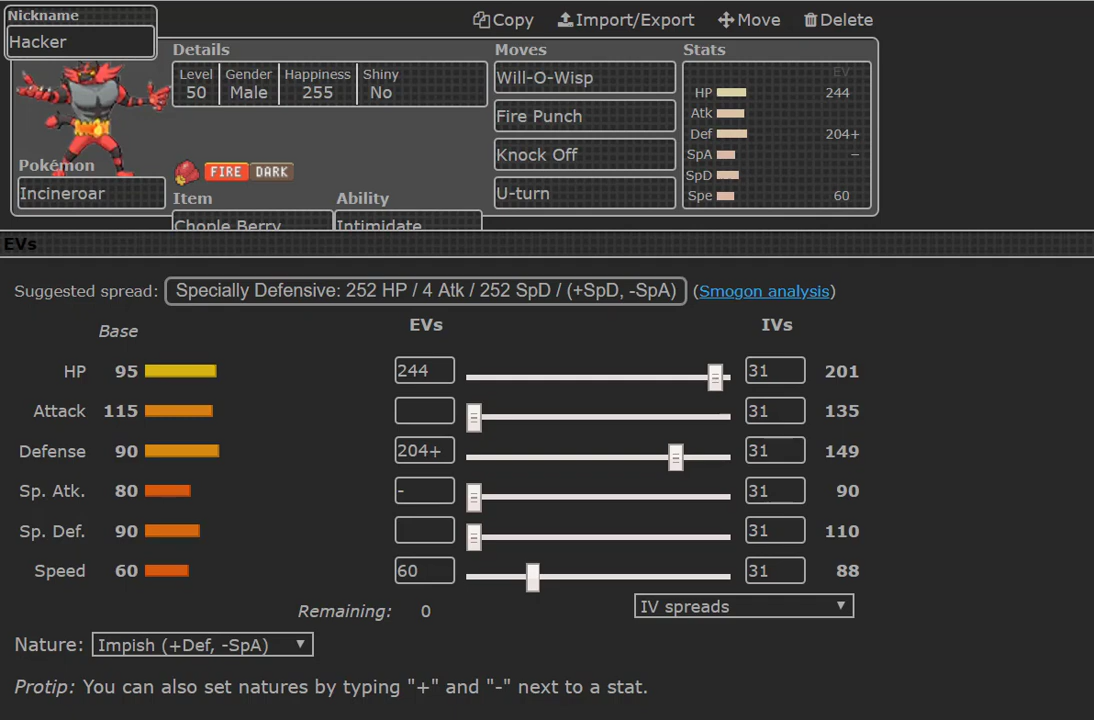 Nickname
Hacker
Copy Import/Export Move Delete
Details
Level Gender Happiness Shiny
50 Male 255 No
Pokémon
Incineroar
FIRE DARK
Item Ability
Chople Berry Intimidate
Moves
Will-O-Wisp
Fire Punch
Knock Off
U-turn
Stats
EV
HP 244
Atk
Def 204+
SpA −
SpD
Spe 60
EVs
Suggested spread: Specially Defensive: 252 HP / 4 Atk / 252 SpD / (+SpD, -SpA) (Smogon analysis)
Base EVs IVs
HP 95 244 31 201
Attack 115 31 135
Defense 90 204+ 31 149
Sp. Atk. 80 - 31 90
Sp. Def. 90 31 110
Speed 60 60 31 88
Remaining: 0 IV spreads
Nature: Impish (+Def, -SpA)
Protip: You can also set natures by typing "+" and "-" next to a stat.